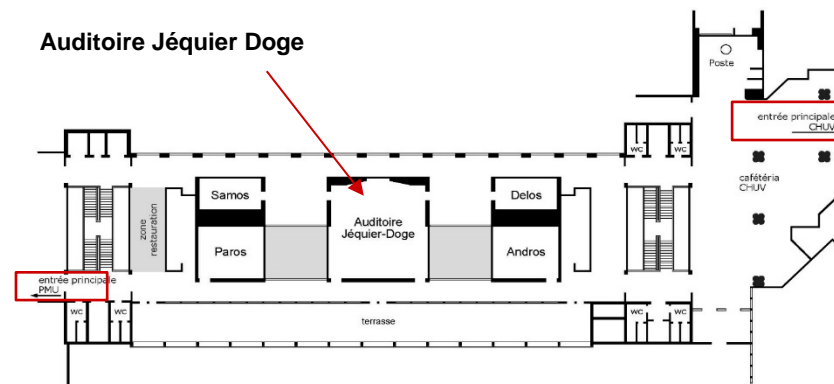 Auditoire Jéquier Doge
Poste
entrée principale
CHUV
WC
WC
cafétéria
CHUV
Samos
Delos
Auditoire
Jéquier-Doge
zone
restauration
Paros
Andros
entrée principale
PMU
WC
WC
terrasse
WC
WC